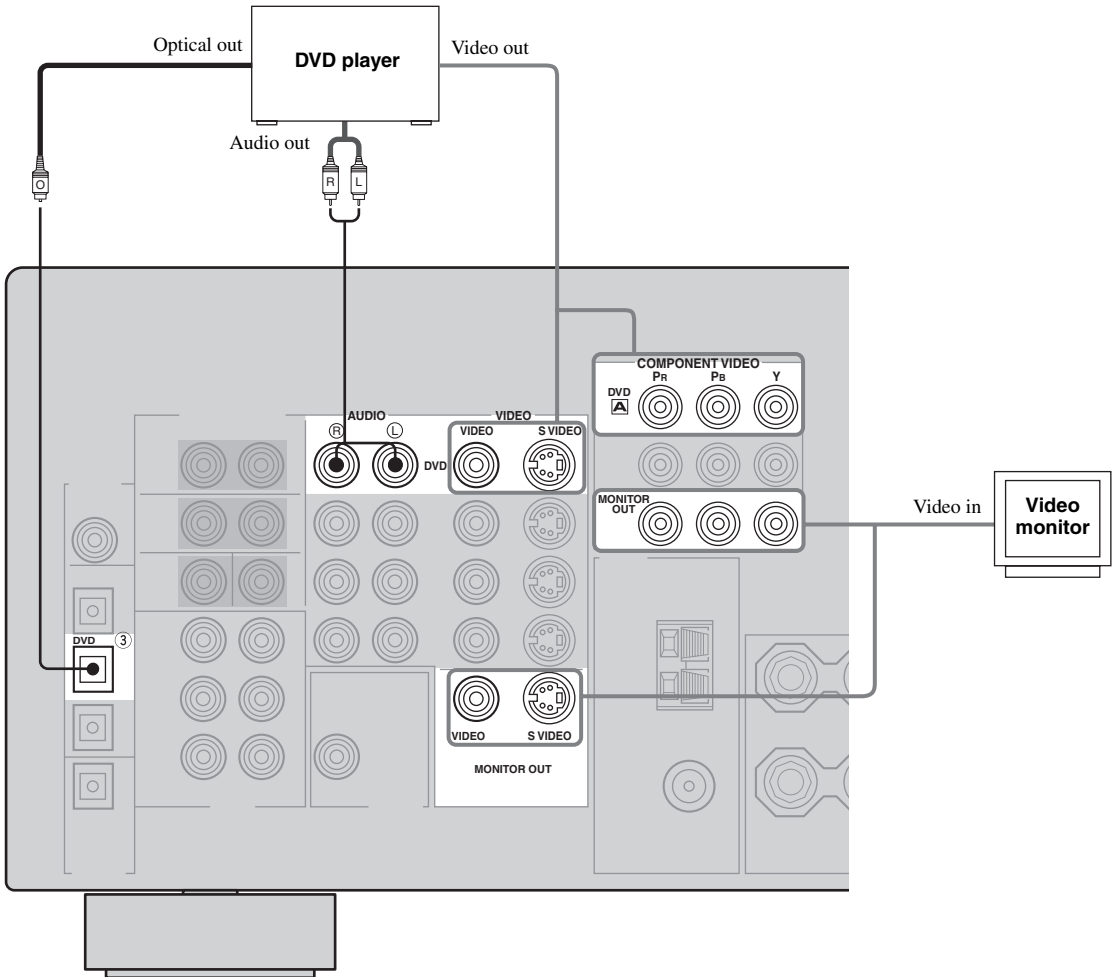 Optical out
DVD player
Video out
Audio out
O
R L
COMPONENT VIDEO
PR PB Y
DVD
A
AUDIO
R L
VIDEO
VIDEO S VIDEO
DVD
MONITOR
OUT
Video in
Video
monitor
DVD ③
VIDEO S VIDEO
MONITOR OUT